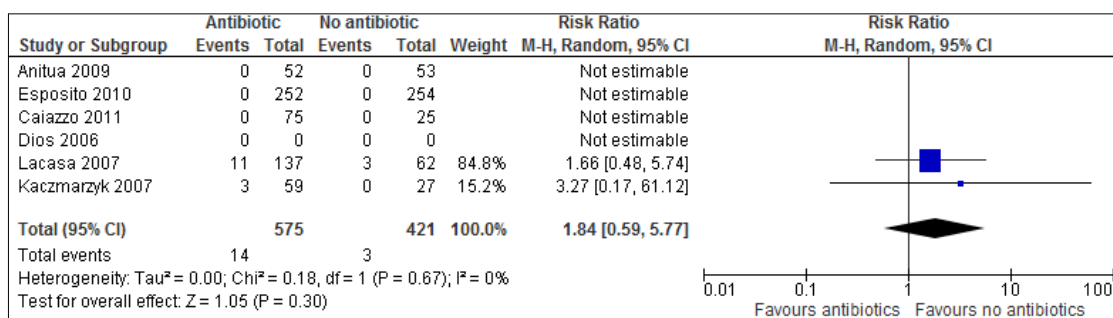 Antibiotic No antibiotic Risk Ratio Risk Ratio
Study or Subgroup Events Total Events Total Weight M-H, Random, 95% CI M-H, Random, 95% CI
Anitua 2009 0 52 0 53 Not estimable
Esposito 2010 0 252 0 254 Not estimable
Caiazzo 2011 0 75 0 25 Not estimable
Dios 2006 0 0 0 0 Not estimable
Lacasa 2007 11 137 3 62 84.8% 1.66 [0.48, 5.74]
Kaczmarzyk 2007 3 59 0 27 15.2% 3.27 [0.17, 61.12]
Total (95% CI) 575 421 100.0% 1.84 [0.59, 5.77]
Total events 14 3
Heterogeneity: Tau² = 0.00; Chi² = 0.18, df = 1 (P = 0.67); I² = 0%
Test for overall effect: Z = 1.05 (P = 0.30)
0.01 0.1 1 10 100
Favours antibiotics Favours no antibiotics